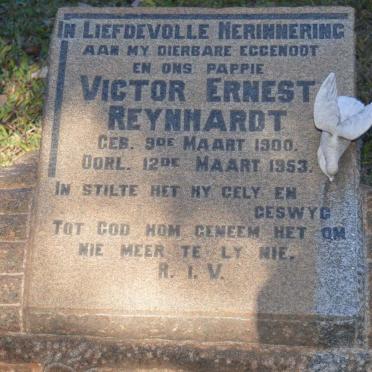 In Liefdevolle Herinnering
aan my dierbare eggenoot
en ons pappie
Victor Ernest
Reynhardt
Geb. 9de Maart 1900.
Oorl. 12de Maart 1953.
In stilte het hy gely en
geswyg
Tot God hom geneem het om
nie meer te ly nie.
R. I. V.